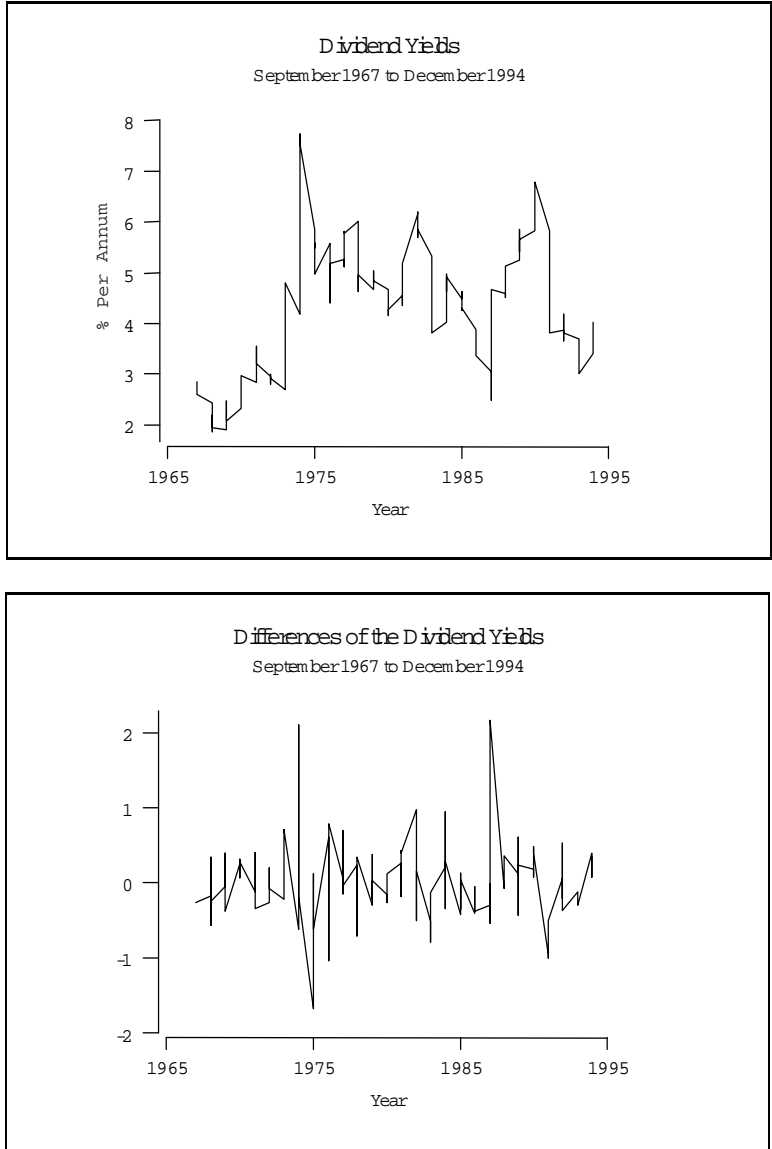 Dividend Yields
September 1967 to December 1994
8
7
6
5
4
3
2
% Per Annum
1965 1975 1985 1995
Year
Differences of the Dividend Yields
September 1967 to December 1994
2
1
0
-1
-2
1965 1975 1985 1995
Year